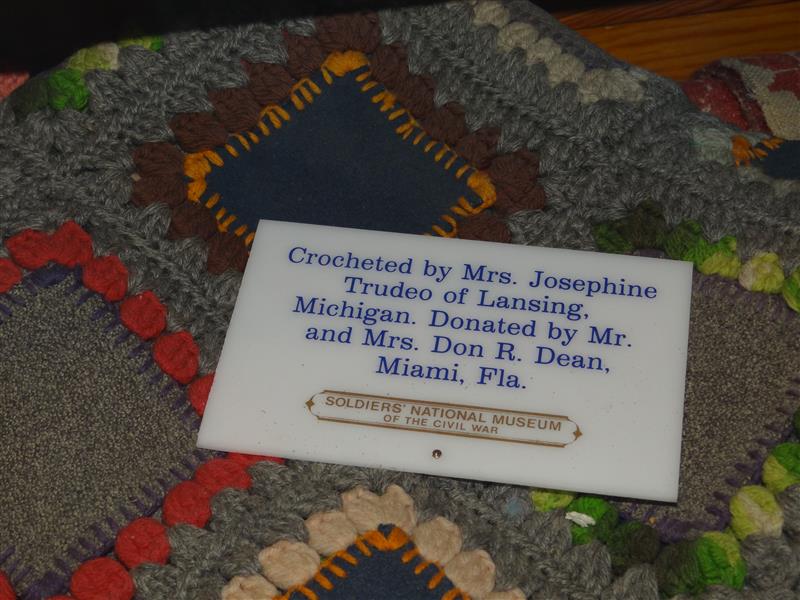 Crocheted by Mrs. Josephine
Trudeo of Lansing,
Michigan. Donated by Mr.
and Mrs. Don R. Dean,
Miami, Fla.
SOLDIERS' NATIONAL MUSEUM
OF THE CIVIL WAR